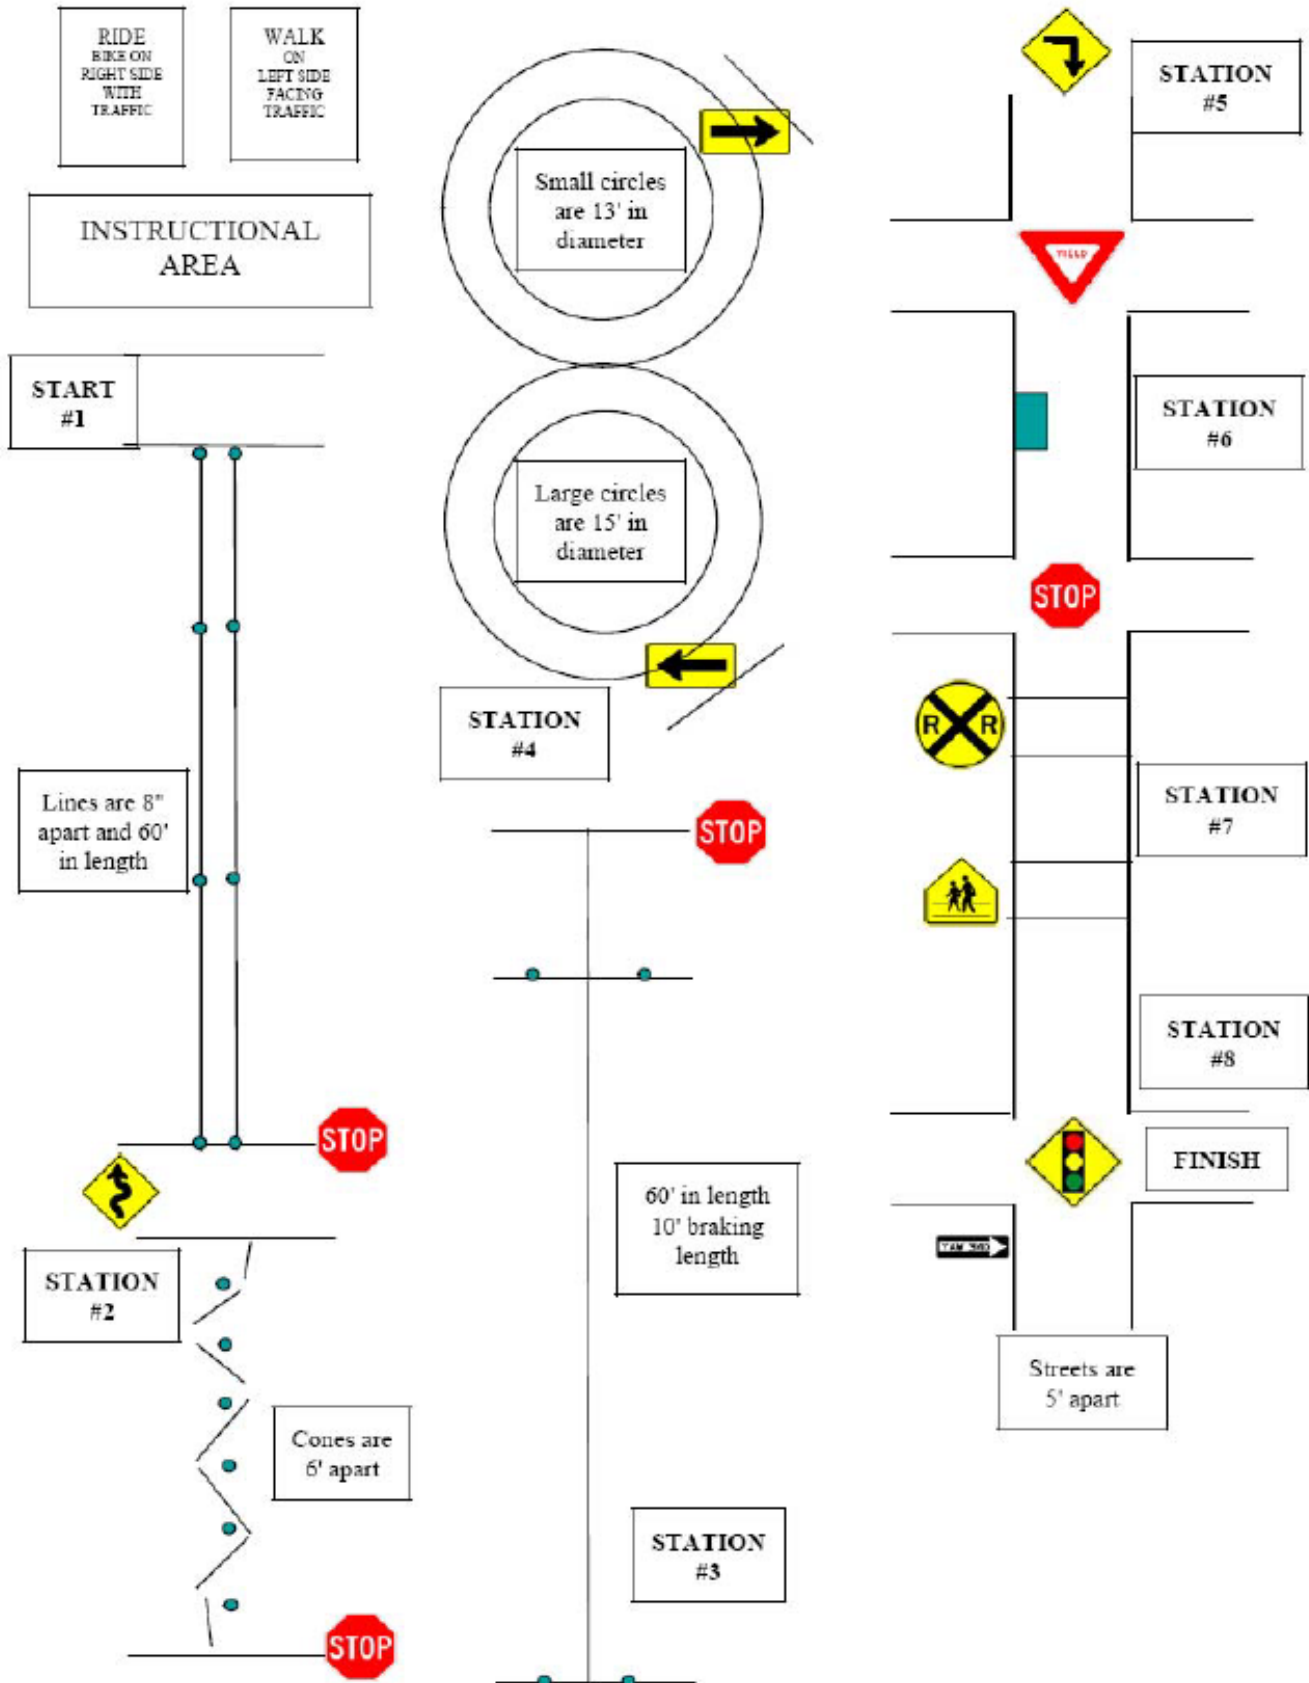 RIDE
BIKE ON
RIGHT SIDE
WITH
TRAFFIC
WALK
ON
LEFT SIDE
FACING
TRAFFIC
INSTRUCTIONAL
AREA
START
#1
Lines are 8"
apart and 60'
in length
STOP
STATION
#2
Cones are
6' apart
STOP
Small circles
are 13' in
diameter
Large circles
are 15' in
diameter
STATION
#4
STOP
60' in length
10' braking
length
STATION
#3
STATION
#5
YIELD
STATION
#6
STOP
R R
STATION
#7
STATION
#8
FINISH
Streets are
5' apart